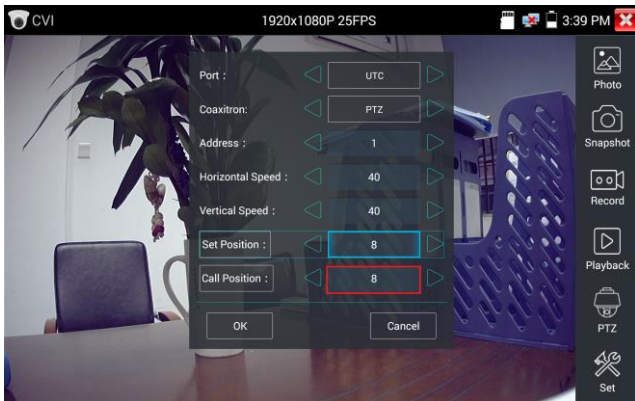 CVI 1920x1080P 25FPS 3:39 PM
Port : UTC
Coaxitron: PTZ
Address : 1
Horizontal Speed : 40
Vertical Speed : 40
Set Position : 8
Call Position : 8
OK Cancel
Photo
Snapshot
Record
Playback
PTZ
Set